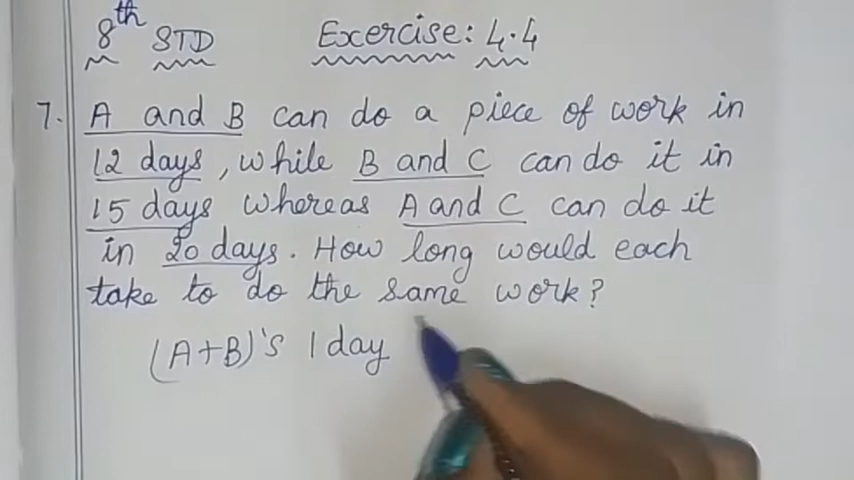 8th STD Exercise: 4.4
7. A and B can do a piece of work in
12 days, while B and C can do it in
15 days whereas A and C can do it
in 20 days. How long would each
take to do the same work?
(A+B)'s 1 day